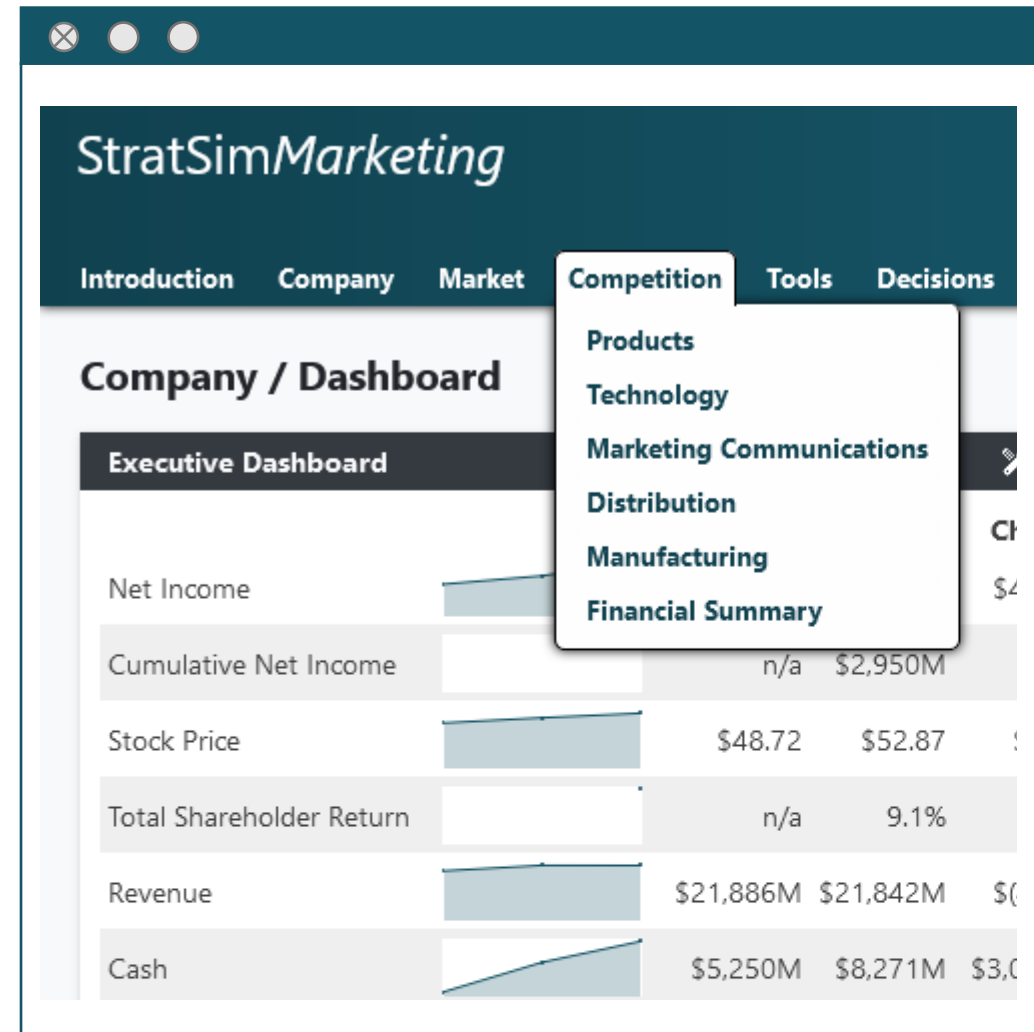 StratSimMarketing
Introduction Company Market Competition Tools Decisions
Products
Technology
Marketing Communications
Distribution
Manufacturing
Financial Summary
Company / Dashboard
Executive Dashboard
Net Income
Cumulative Net Income n/a $2,950M
Stock Price $48.72 $52.87
Total Shareholder Return n/a 9.1%
Revenue $21,886M $21,842M
Cash $5,250M $8,271M